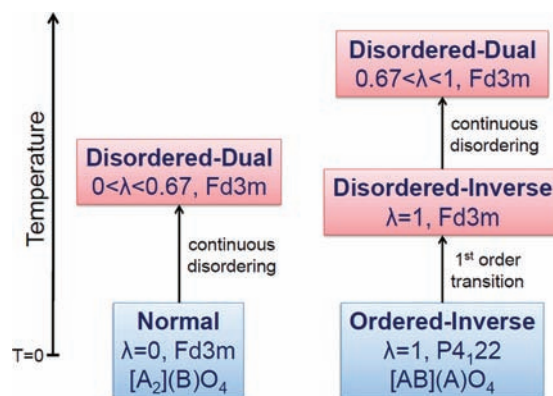 Temperature
T=0
Disordered-Dual
0<λ<0.67, Fd3m
continuous
disordering
Normal
λ=0, Fd3m
[A₂](B)O₄
Disordered-Dual
0.67<λ<1, Fd3m
continuous
disordering
Disordered-Inverse
λ=1, Fd3m
1ˢᵗ order
transition
Ordered-Inverse
λ=1, P4₁22
[AB](A)O₄